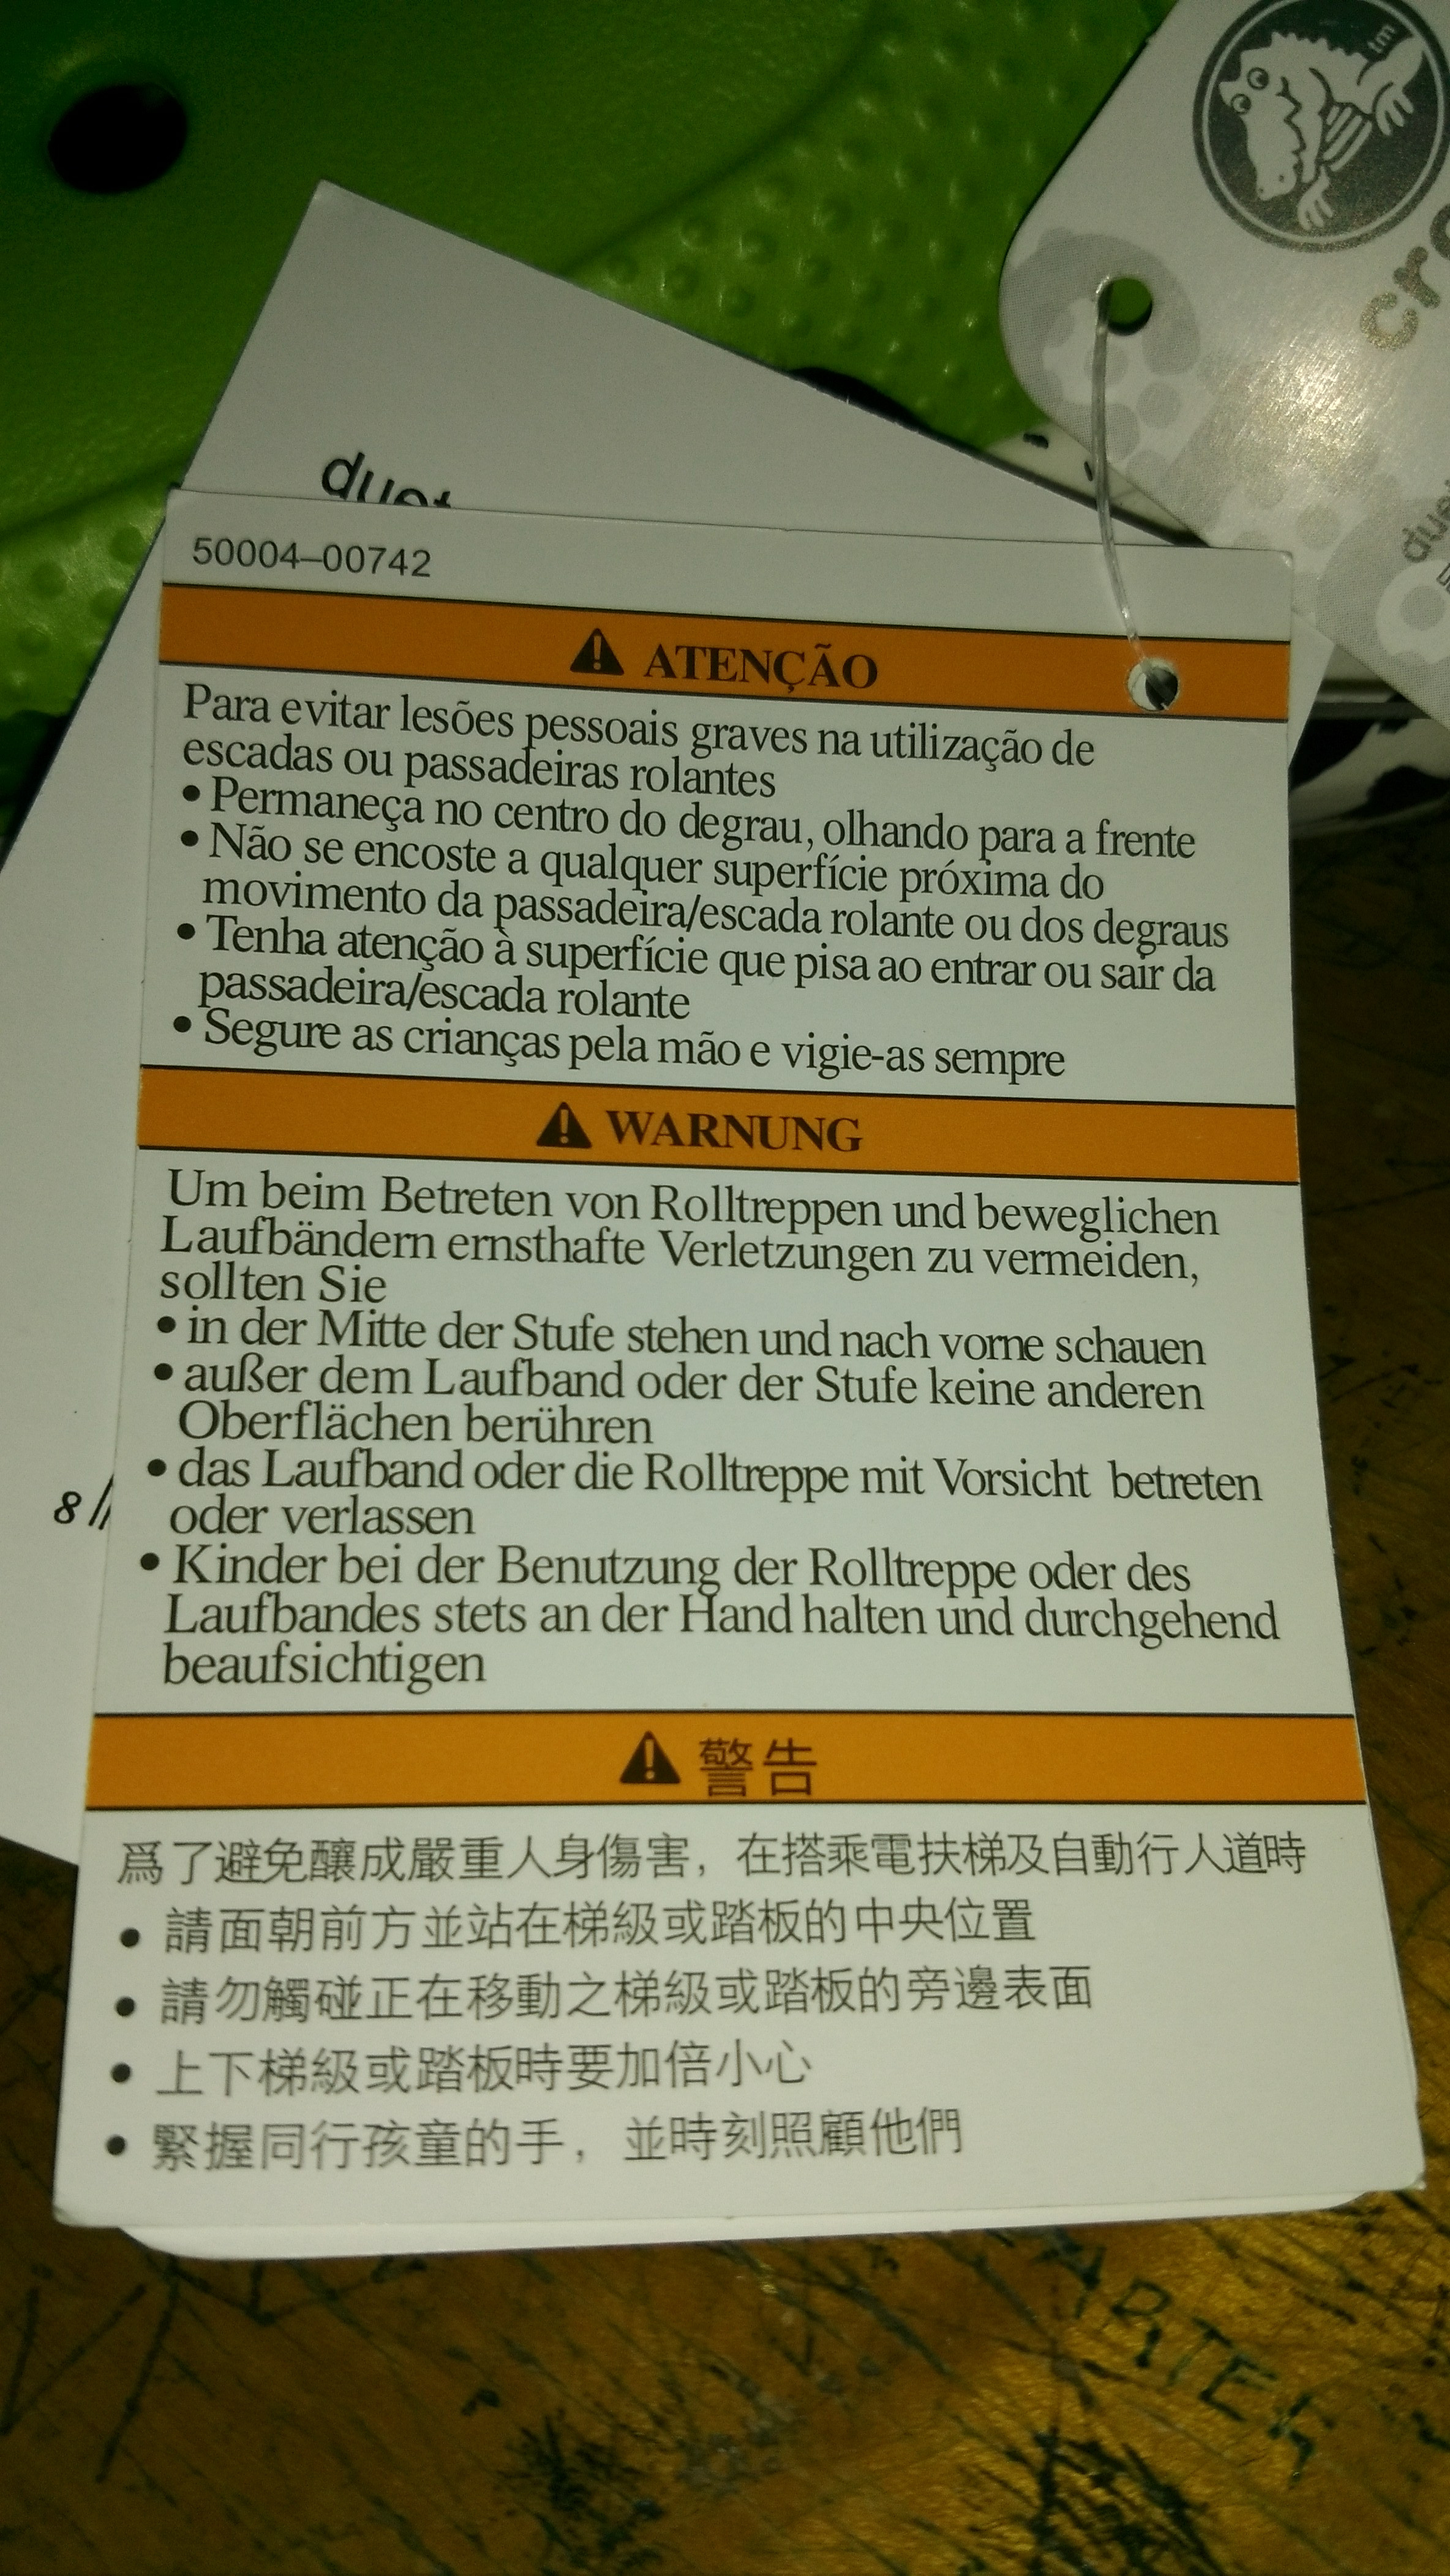 tm
cro
duet
50004–00742
ATENÇÃO
Para evitar lesões pessoais graves na utilização de
escadas ou passadeiras rolantes
• Permaneça no centro do degrau, olhando para a frente
• Não se encoste a qualquer superfície próxima do
movimento da passadeira/escada rolante ou dos degraus
• Tenha atenção à superfície que pisa ao entrar ou sair da
passadeira/escada rolante
• Segure as crianças pela mão e vigie-as sempre
WARNUNG
Um beim Betreten von Rolltreppen und beweglichen
Laufbändern ernsthafte Verletzungen zu vermeiden,
sollten Sie
• in der Mitte der Stufe stehen und nach vorne schauen
• außer dem Laufband oder der Stufe keine anderen
Oberflächen berühren
• das Laufband oder die Rolltreppe mit Vorsicht betreten
oder verlassen
• Kinder bei der Benutzung der Rolltreppe oder des
Laufbandes stets an der Hand halten und durchgehend
beaufsichtigen
8 //
警告
爲了避免釀成嚴重人身傷害，在搭乘電扶梯及自動行人道時
• 請面朝前方並站在梯級或踏板的中央位置
• 請勿觸碰正在移動之梯級或踏板的旁邊表面
• 上下梯級或踏板時要加倍小心
• 緊握同行孩童的手，並時刻照顧他們